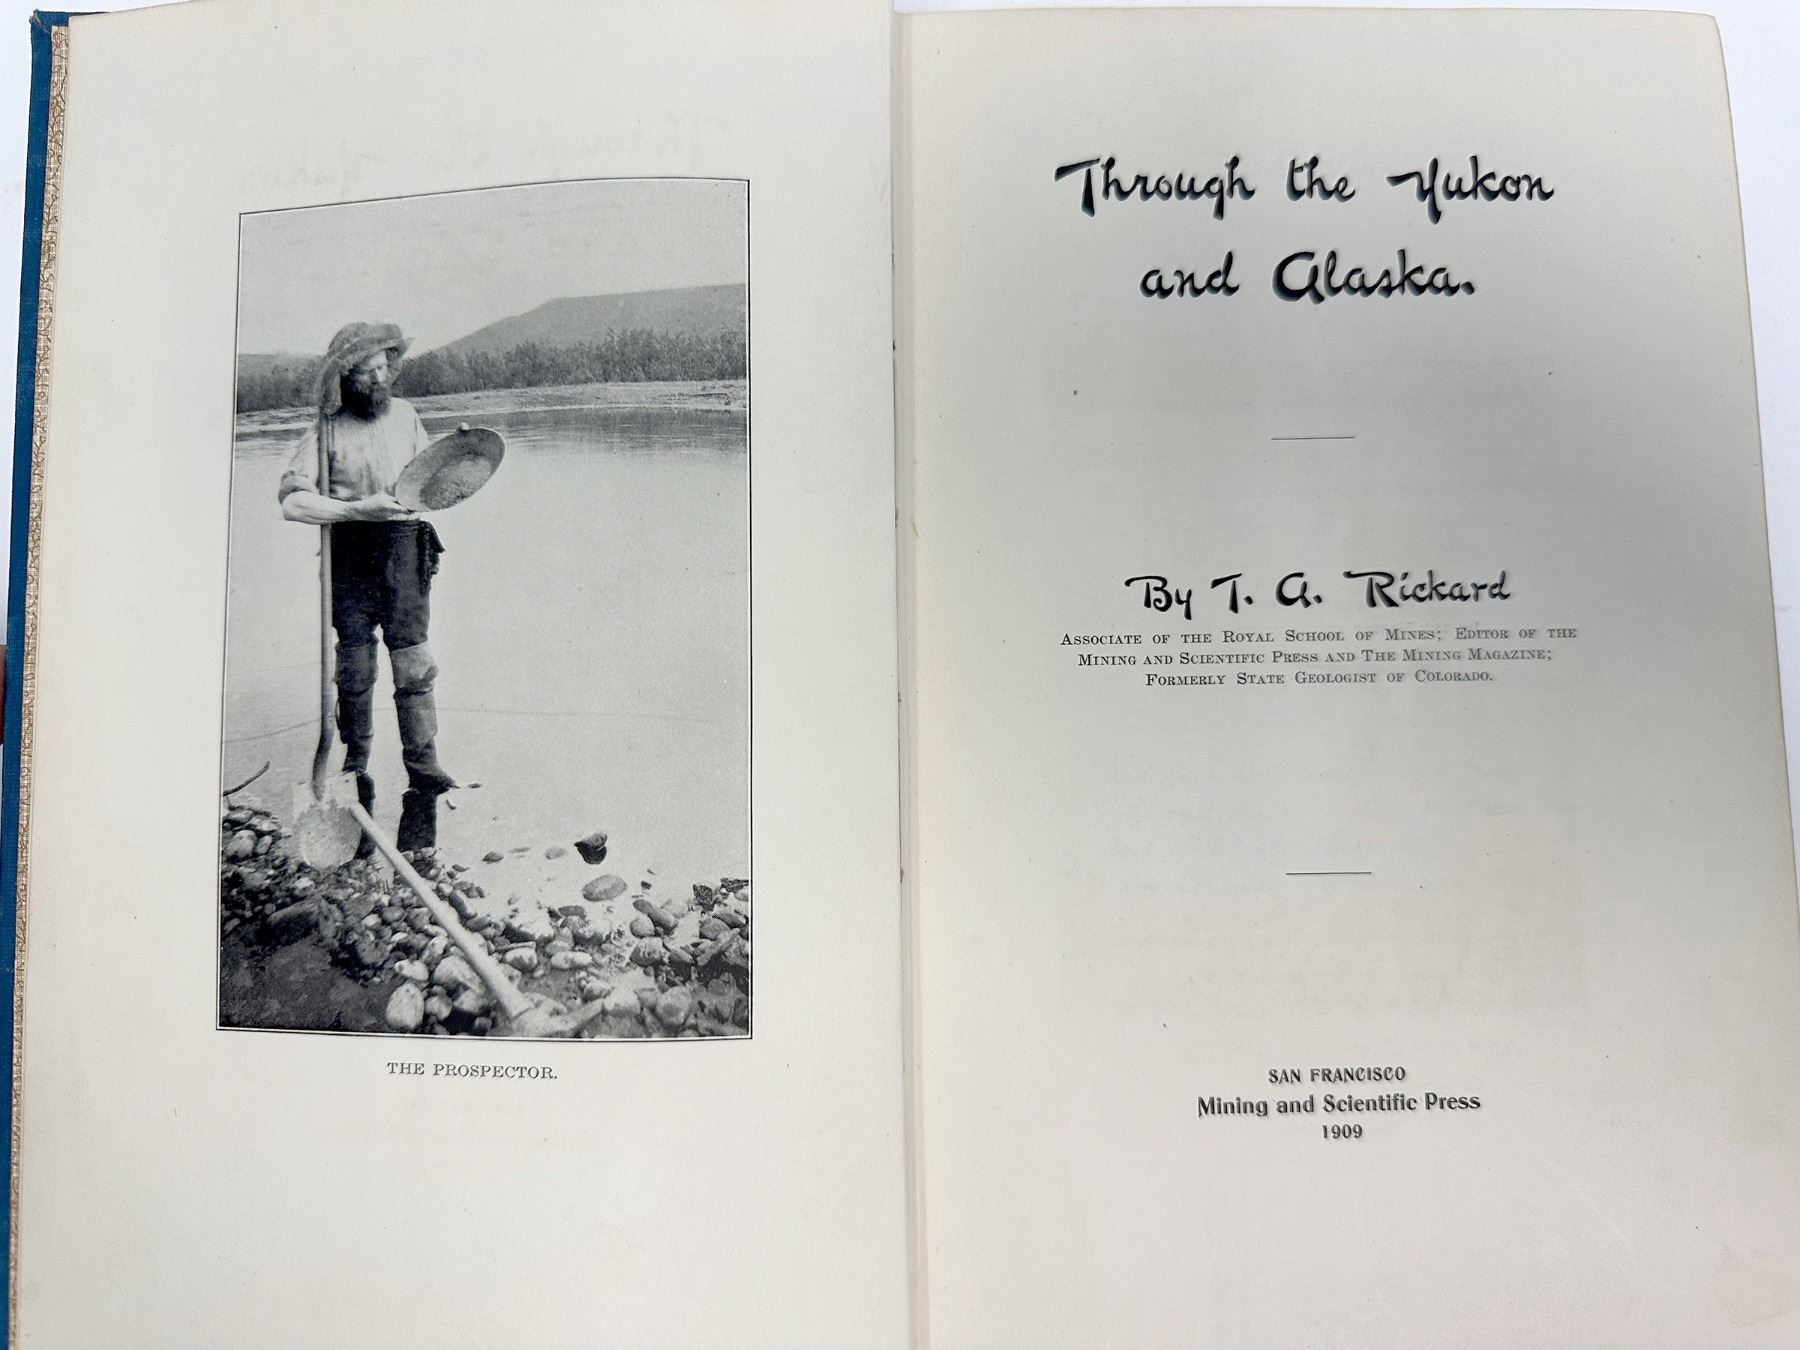 THE PROSPECTOR.
Through the Yukon
and Alaska.
By T. A. Rickard
ASSOCIATE OF THE ROYAL SCHOOL OF MINES; EDITOR OF THE
MINING AND SCIENTIFIC PRESS AND THE MINING MAGAZINE;
FORMERLY STATE GEOLOGIST OF COLORADO.
SAN FRANCISCO
Mining and Scientific Press
1909